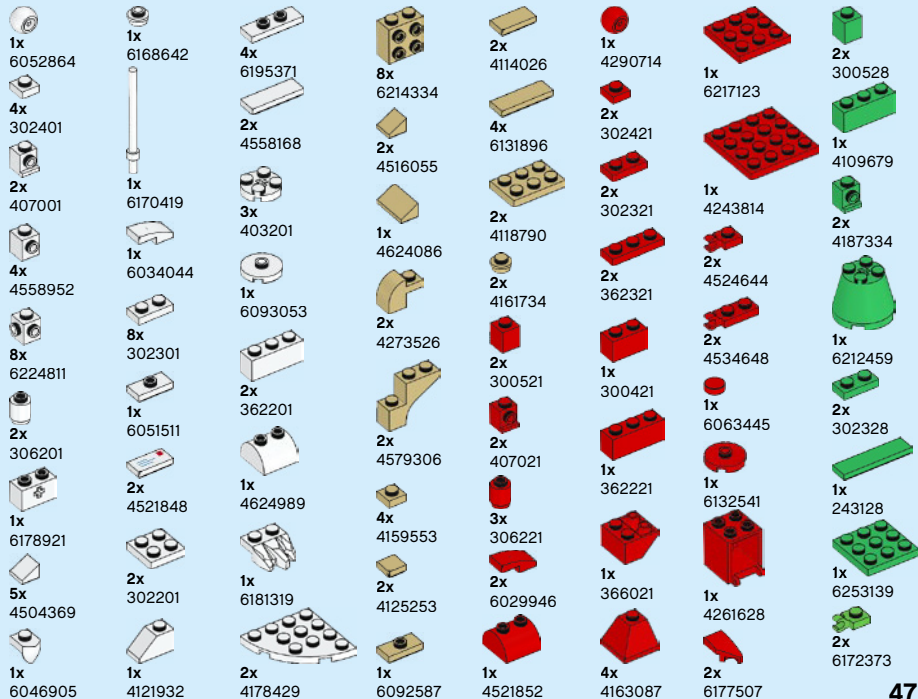 1x
6052864
4x
302401
2x
407001
4x
4558952
8x
6224811
2x
306201
1x
6178921
5x
4504369
1x
6046905
1x
6168642
1x
6170419
1x
6034044
8x
302301
1x
6051511
2x
4521848
2x
302201
1x
4121932
4x
6195371
2x
4558168
3x
403201
1x
6093053
2x
362201
1x
4624989
1x
6181319
2x
4178429
8x
6214334
2x
4516055
1x
4624086
2x
4273526
2x
4579306
4x
4159553
2x
4125253
1x
6092587
2x
4114026
4x
6131896
2x
4118790
2x
4161734
2x
300521
2x
407021
3x
306221
2x
6029946
1x
4521852
1x
4290714
2x
302421
2x
302321
2x
362321
1x
300421
1x
362221
1x
366021
4x
4163087
1x
6217123
1x
4243814
2x
4524644
2x
4534648
1x
6063445
1x
6132541
1x
4261628
2x
6177507
2x
300528
1x
4109679
2x
4187334
1x
6212459
2x
302328
1x
243128
1x
6253139
2x
6172373
47